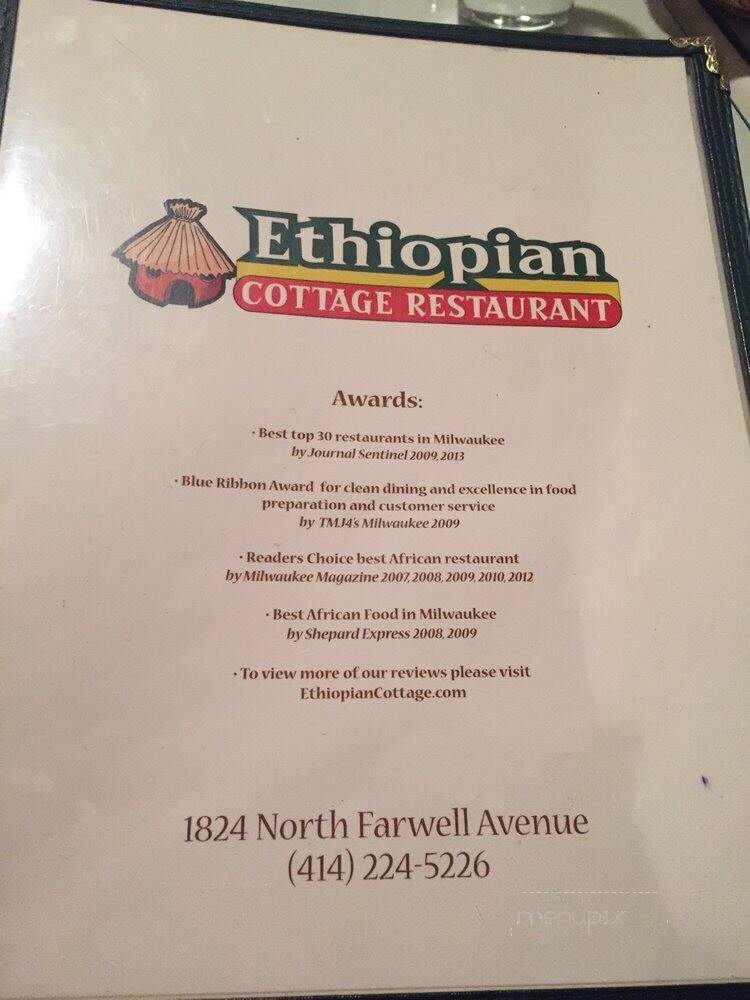 Ethiopian
COTTAGE RESTAURANT
Awards:
• Best top 30 restaurants in Milwaukee
by Journal Sentinel 2009, 2013
• Blue Ribbon Award for clean dining and excellence in food
preparation and customer service
by TMJ4's Milwaukee 2009
• Readers Choice best African restaurant
by Milwaukee Magazine 2007, 2008, 2009, 2010, 2012
• Best African Food in Milwaukee
by Shepard Express 2008, 2009
• To view more of our reviews please visit
EthiopianCottage.com
1824 North Farwell Avenue
(414) 224-5226
menupix